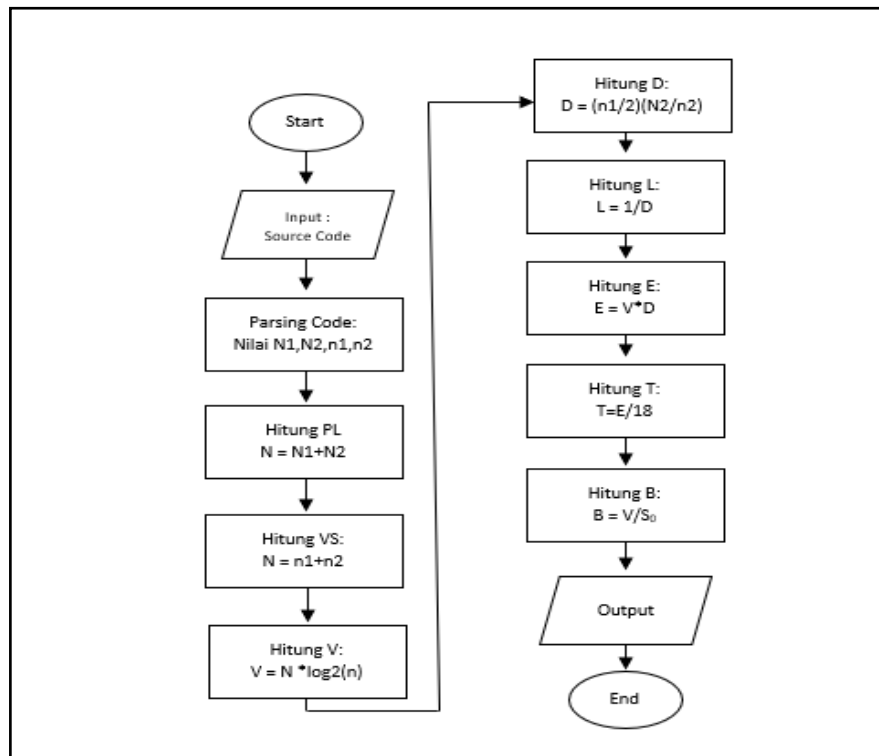 Start
Input :
Source Code
Parsing Code:
Nilai N1,N2,n1,n2
Hitung PL
N = N1+N2
Hitung VS:
N = n1+n2
Hitung V:
V = N *log2(n)
Hitung D:
D = (n1/2)(N2/n2)
Hitung L:
L = 1/D
Hitung E:
E = V*D
Hitung T:
T=E/18
Hitung B:
B = V/S₀
Output
End